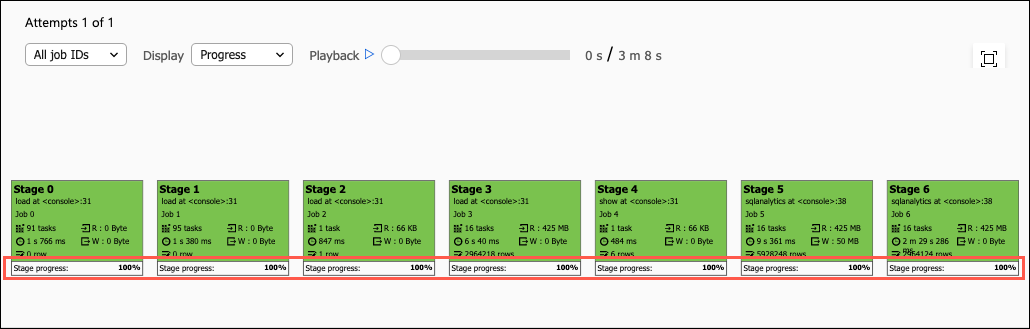 Attempts 1 of 1
All job IDs Display Progress Playback 0 s / 3 m 8 s
Stage 0
load at <console>:31
Job 0
91 tasks R : 0 Byte
1 s 766 ms W : 0 Byte
0 row
Stage progress: 100%
Stage 1
load at <console>:31
Job 1
95 tasks R : 0 Byte
1 s 380 ms W : 0 Byte
0 row
Stage progress: 100%
Stage 2
load at <console>:31
Job 2
1 task R : 66 KB
847 ms W : 0 Byte
1 row
Stage progress: 100%
Stage 3
load at <console>:31
Job 3
16 tasks R : 425 MB
6 s 40 ms W : 0 Byte
2964218 rows
Stage progress: 100%
Stage 4
show at <console>:31
Job 4
1 task R : 66 KB
484 ms W : 0 Byte
6 rows
Stage progress: 100%
Stage 5
sqlanalytics at <console>:38
Job 5
16 tasks R : 425 MB
9 s 361 ms W : 50 MB
5928248 rows
Stage progress: 100%
Stage 6
sqlanalytics at <console>:38
Job 6
16 tasks R : 425 MB
2 m 29 s 286 ms W : 0 Byte
rows
Stage progress: 100%